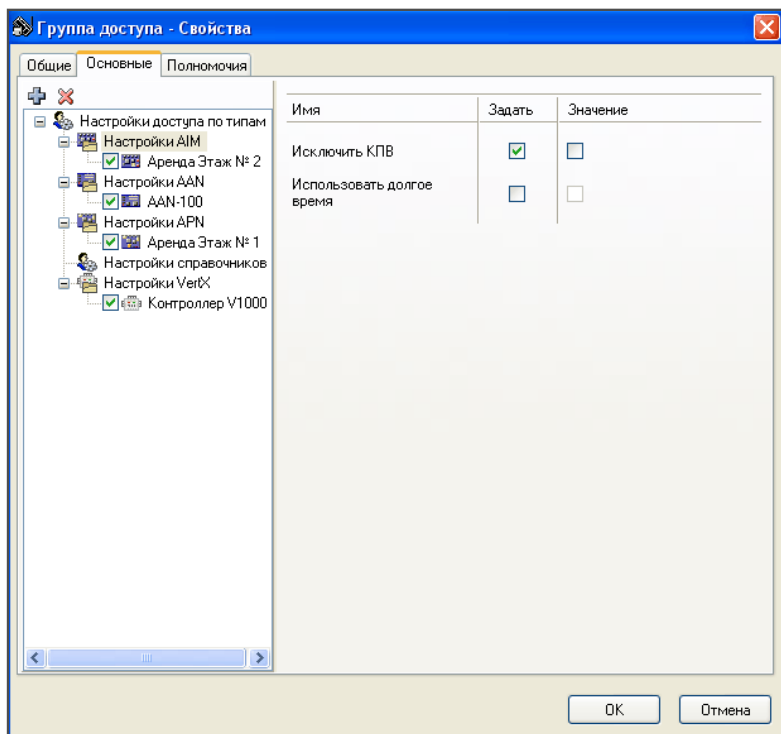 Группа доступа - Свойства
Общие Основные Полномочия
Настройки доступа по типам
Настройки AIM
Аренда Этаж № 2
Настройки AAN
AAN-100
Настройки APN
Аренда Этаж № 1
Настройки справочников
Настройки VertX
Контроллер V1000
Имя Задать Значение
Исключить КПВ
Использовать долгое
время
OK Отмена